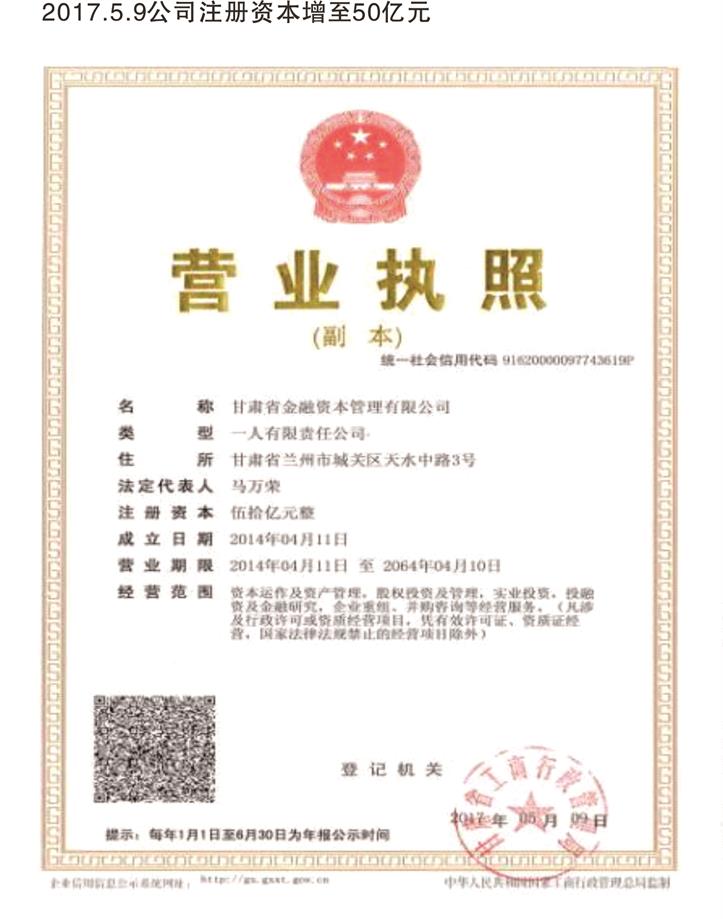 2017.5.9公司注册资本增至50亿元
营业执照
(副 本)
统一社会信用代码 91620000097743619P
名 称 甘肃省金融资本管理有限公司
类 型 一人有限责任公司
住 所 甘肃省兰州市城关区天水中路3号
法定代表人 马万荣
注 册 资 本 伍拾亿元整
成 立 日 期 2014年04月11日
营 业 期 限 2014年04月11日 至 2064年04月10日
经 营 范 围 资本运作及资产管理，股权投资及管理，实业投资，投融
资及金融研究，企业重组、并购咨询等经营服务。（凡涉
及行政许可或资质经营项目，凭有效许可证、资质证经
营，国家法律法规禁止的经营项目除外）
登 记 机 关
甘肃省工商行政管理局
2017 年 05 月 09 日
提示：每年1月1日至6月30日为年报公示时间
企业信用信息公示系统网址： http://gs.gsxt.gov.cn
中华人民共和国国家工商行政管理总局监制